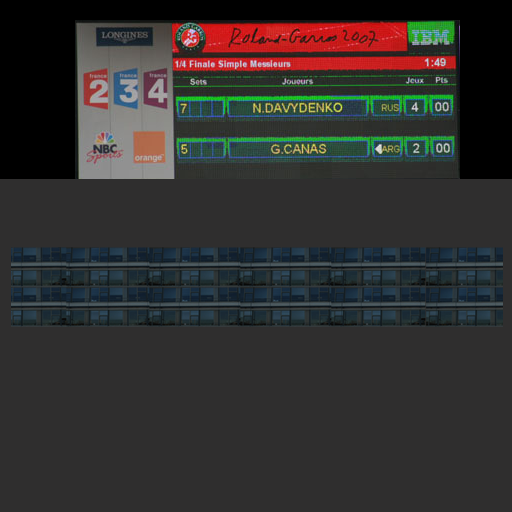 LONGINES
Roland-Garros 2007
IBM
1/4 Finale Simple Messieurs 1:49
Sets Joueurs Jeux Pts
france 2 france 3 france 4
7 N.DAVYDENKO RUS 4 00
NBC Sports
orange
5 G.CANAS ARG 2 00